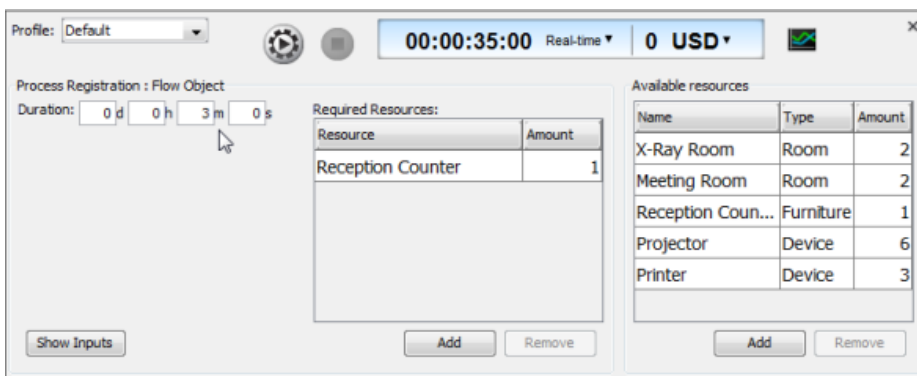 Profile: Default
00:00:35:00 Real-time 0 USD
Process Registration : Flow Object
Duration: 0 d 0 h 3 m 0 s
Required Resources:
Resource Amount
Reception Counter 1
Show Inputs
Add Remove
Available resources
Name Type Amount
X-Ray Room Room 2
Meeting Room Room 2
Reception Coun... Furniture 1
Projector Device 6
Printer Device 3
Add Remove